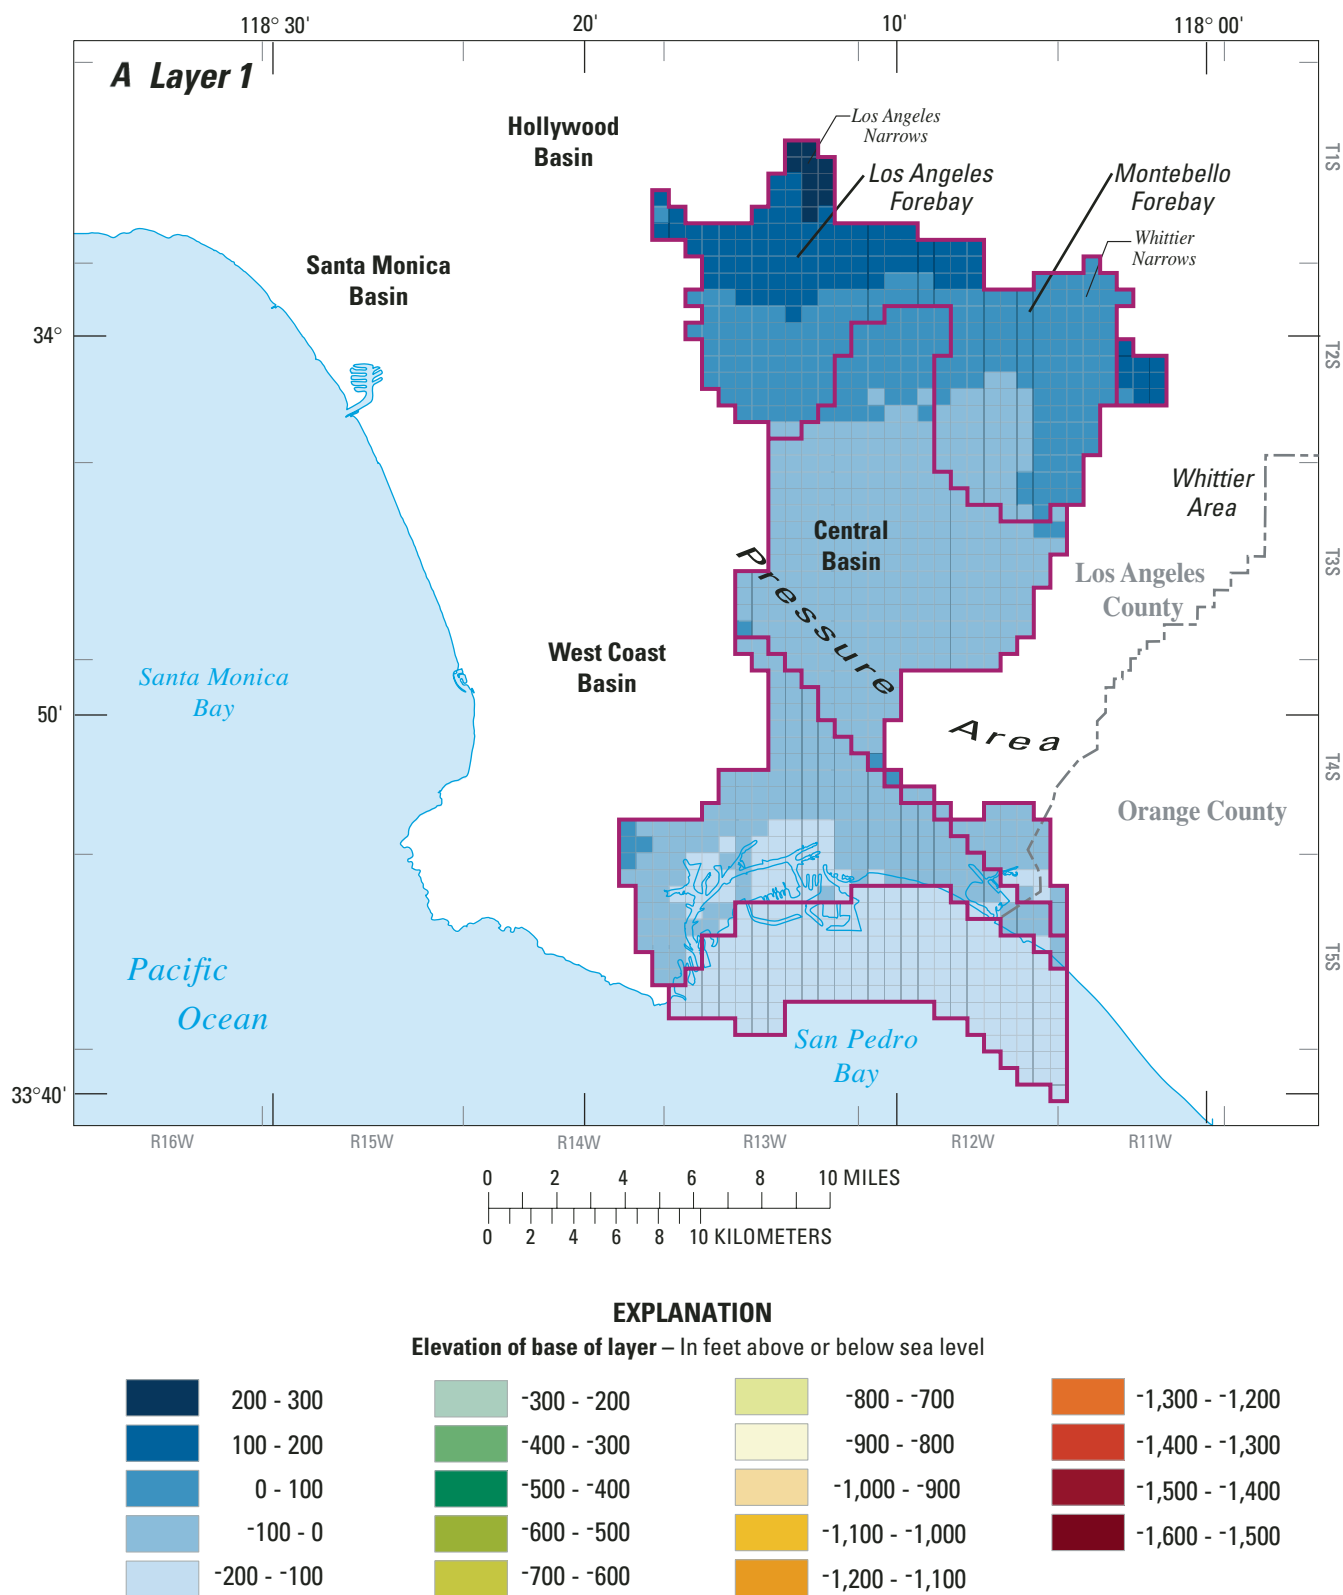 118° 30'
20'
10'
118° 00'
A Layer 1
Hollywood
Basin
Los Angeles
Narrows
Los Angeles
Forebay
Montebello
Forebay
Whittier
Narrows
T1S
Santa Monica
Basin
34°
T2S
Whittier
Area
Central
Basin
Pressure
Area
Los Angeles
County
T3S
West Coast
Basin
Santa Monica
Bay
50'
T4S
Orange County
T5S
Pacific
Ocean
San Pedro
Bay
33°40'
R16W
R15W
R14W
R13W
R12W
R11W
0 2 4 6 8 10 MILES
0 2 4 6 8 10 KILOMETERS
EXPLANATION
Elevation of base of layer – In feet above or below sea level
200 - 300
100 - 200
0 - 100
-100 - 0
-200 - -100
-300 - -200
-400 - -300
-500 - -400
-600 - -500
-700 - -600
-800 - -700
-900 - -800
-1,000 - -900
-1,100 - -1,000
-1,200 - -1,100
-1,300 - -1,200
-1,400 - -1,300
-1,500 - -1,400
-1,600 - -1,500